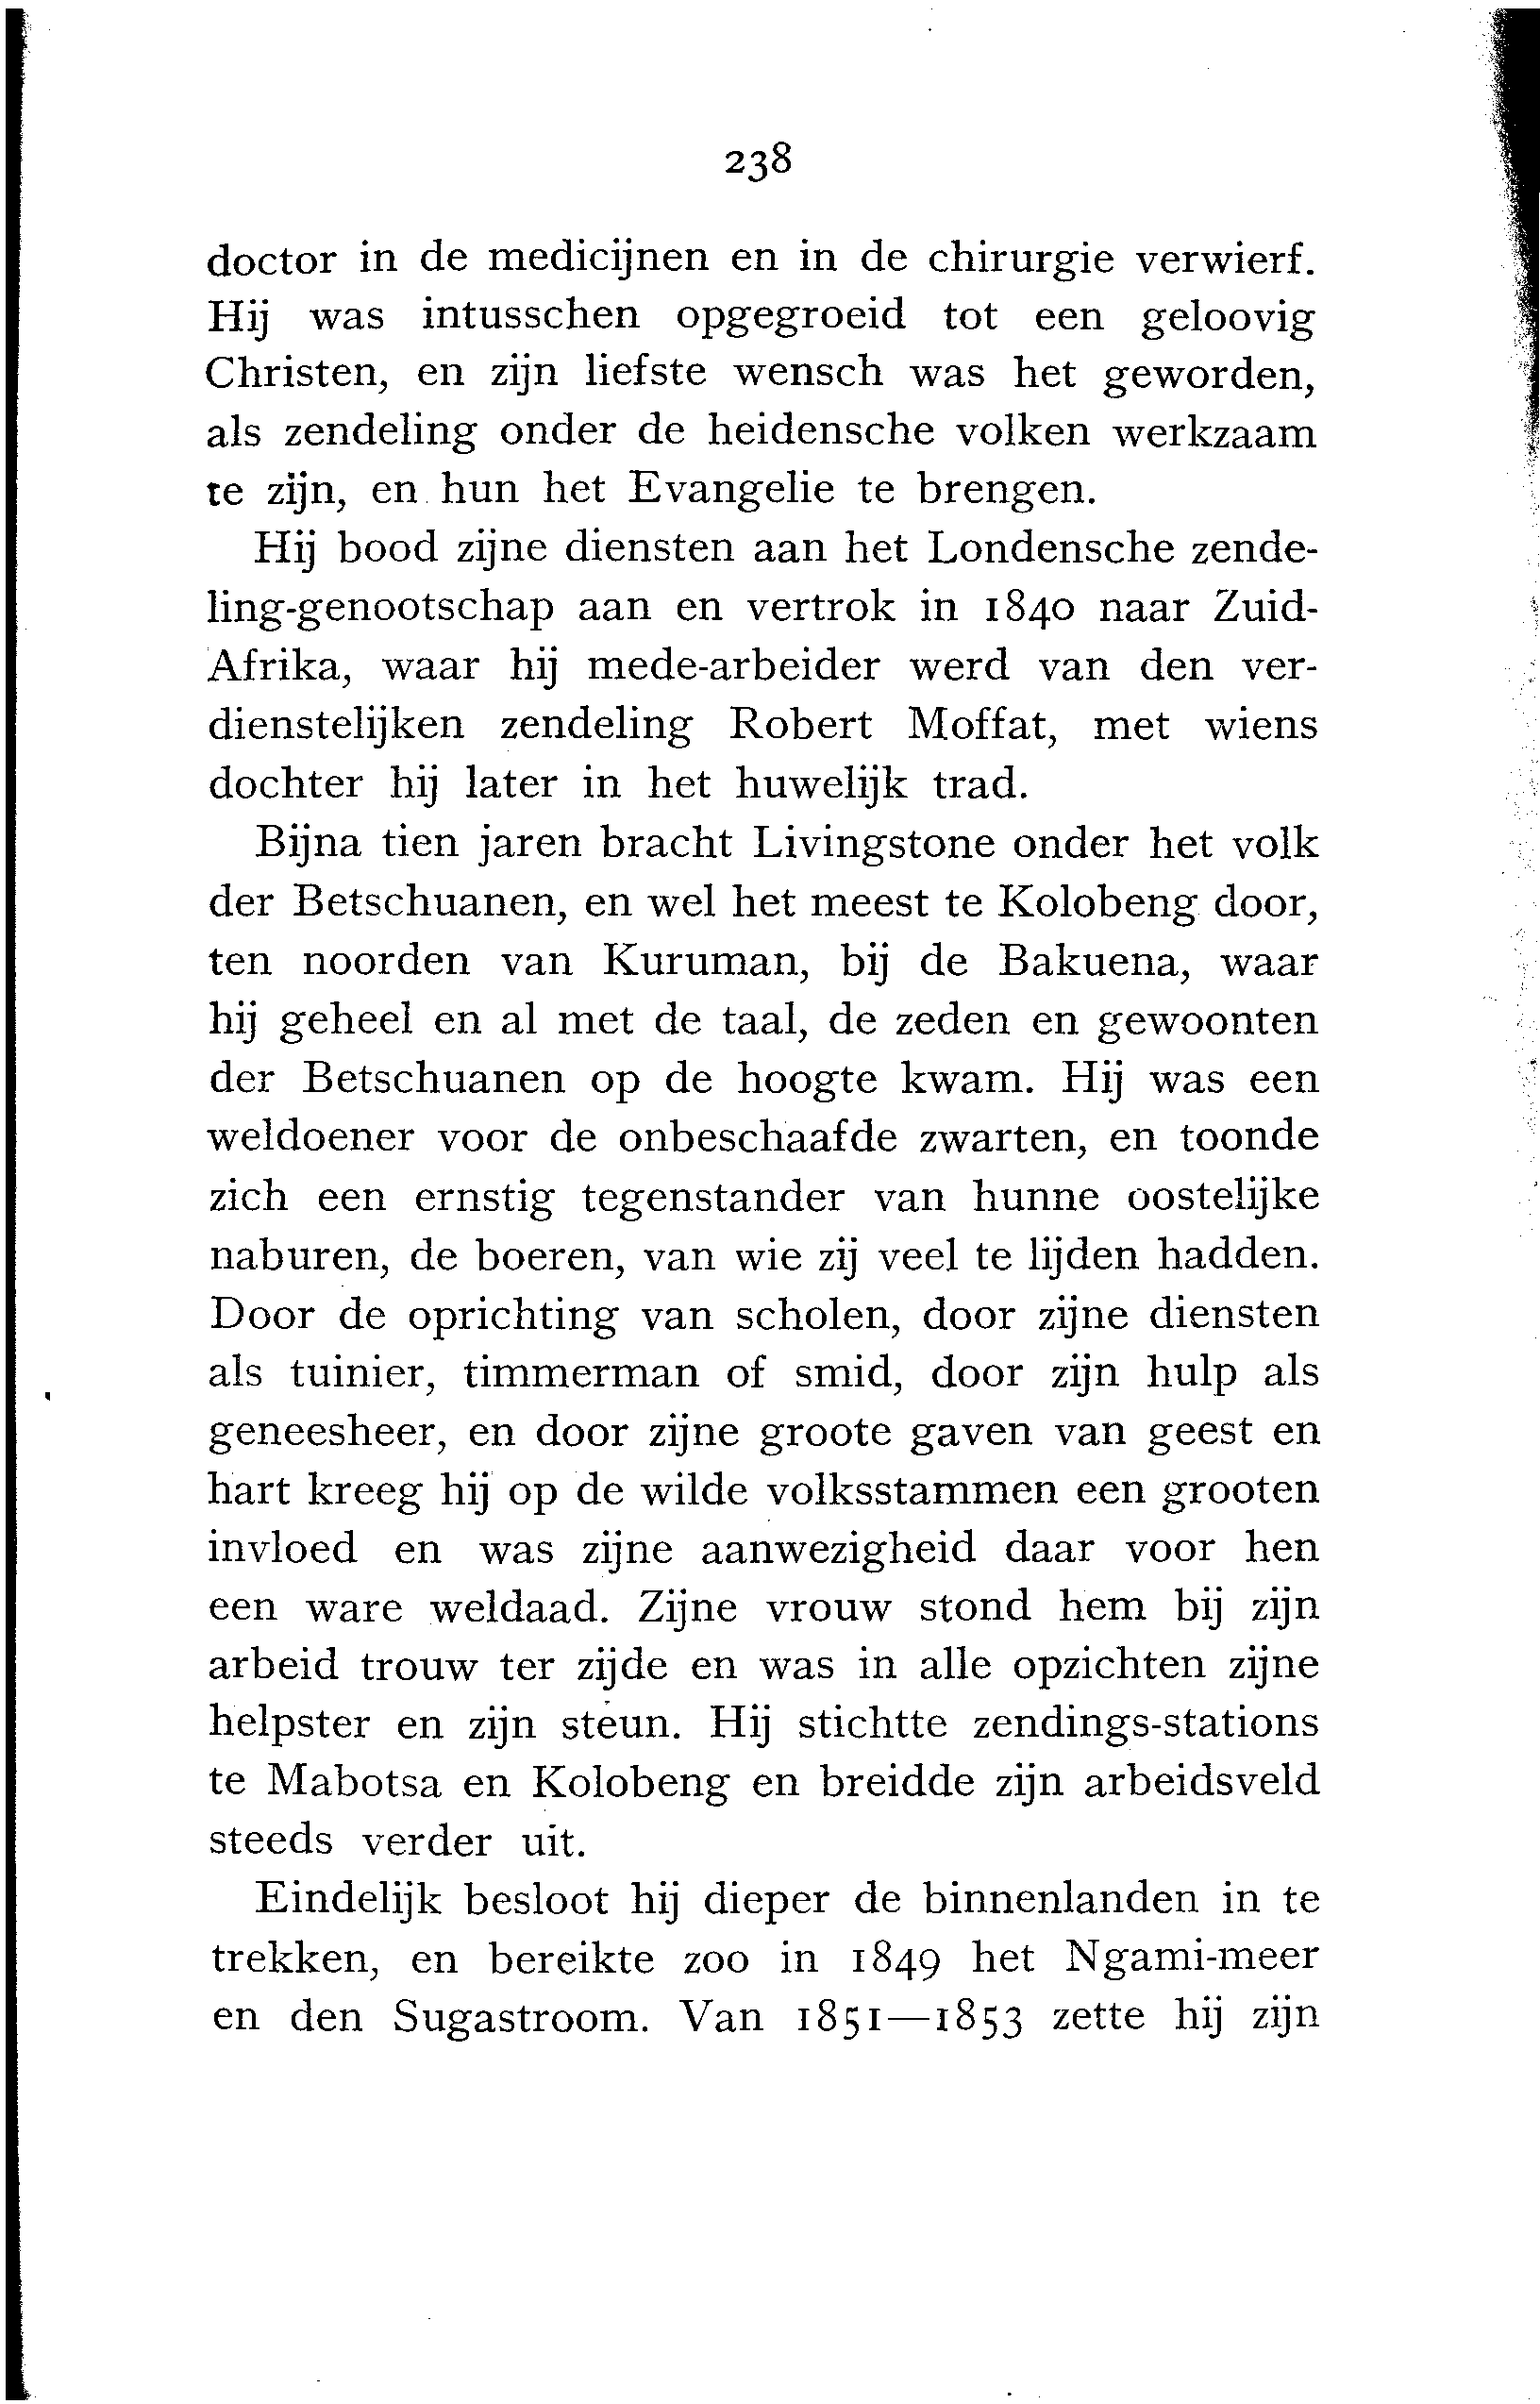 238
doctor in de medicijnen en in de chirurgie verwierf.
Hij was intusschen opgegroeid tot een geloovig
Christen, en zijn liefste wensch was het geworden,
als zendeling onder de heidensche volken werkzaam
te zijn, en hun het Evangelie te brengen.
Hij bood zijne diensten aan het Londensche zende-
ling-genootschap aan en vertrok in 1840 naar Zuid-
Afrika, waar hij mede-arbeider werd van den ver-
dienstelijken zendeling Robert Moffat, met wiens
dochter hij later in het huwelijk trad.
Bijna tien jaren bracht Livingstone onder het volk
der Betschuanen, en wel het meest te Kolobeng door,
ten noorden van Kuruman, bij de Bakuena, waar
hij geheel en al met de taal, de zeden en gewoonten
der Betschuanen op de hoogte kwam. Hij was een
weldoener voor de onbeschaafde zwarten, en toonde
zich een ernstig tegenstander van hunne oostelijke
naburen, de boeren, van wie zij veel te lijden hadden.
Door de oprichting van scholen, door zijne diensten
als tuinier, timmerman of smid, door zijn hulp als
geneesheer, en door zijne groote gaven van geest en
hart kreeg hij op de wilde volksstammen een grooten
invloed en was zijne aanwezigheid daar voor hen
een ware weldaad. Zijne vrouw stond hem bij zijn
arbeid trouw ter zijde en was in alle opzichten zijne
helpster en zijn steun. Hij stichtte zendings-stations
te Mabotsa en Kolobeng en breidde zijn arbeidsveld
steeds verder uit.
Eindelijk besloot hij dieper de binnenlanden in te
trekken, en bereikte zoo in 1849 het Ngami-meer
en den Sugastroom. Van 1851—1853 zette hij zijn